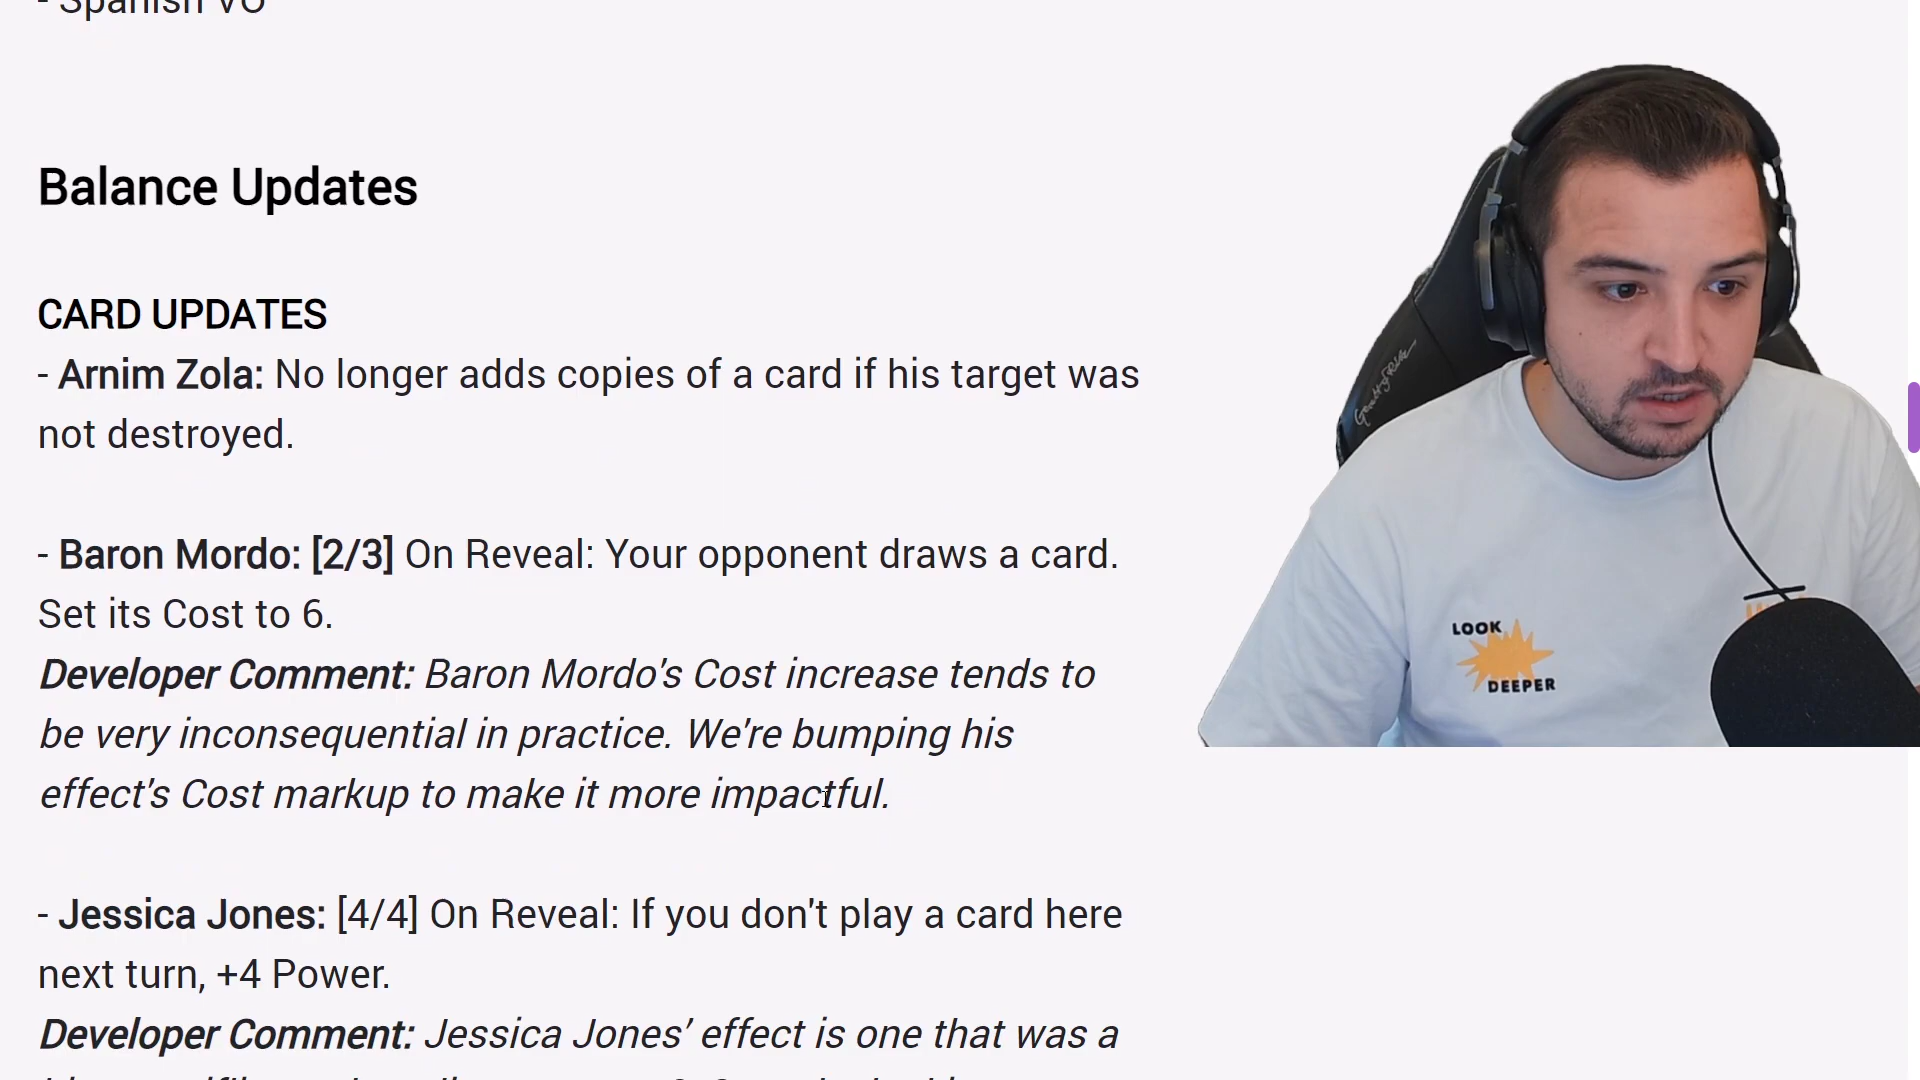 - Spanish VO
Balance Updates
CARD UPDATES
- Arnim Zola: No longer adds copies of a card if his target was
not destroyed.
- Baron Mordo: [2/3] On Reveal: Your opponent draws a card.
Set its Cost to 6.
Developer Comment: Baron Mordo's Cost increase tends to
be very inconsequential in practice. We're bumping his
effect's Cost markup to make it more impactful.
- Jessica Jones: [4/4] On Reveal: If you don't play a card here
next turn, +4 Power.
Developer Comment: Jessica Jones’ effect is one that was a
LOOK
DEEPER